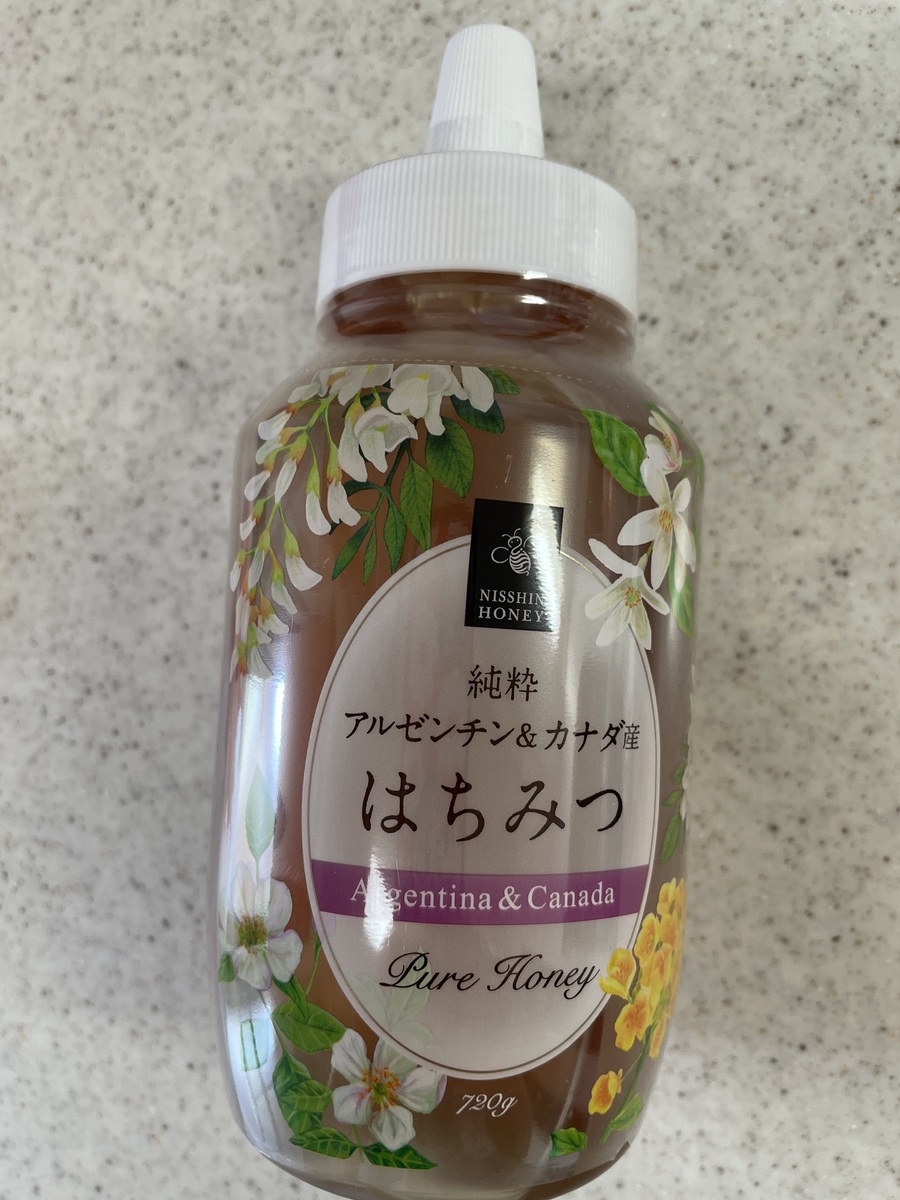 NISSHIN
HONEY
純粋
アルゼンチン&カナダ産
はちみつ
Argentina & Canada
Pure Honey
720g